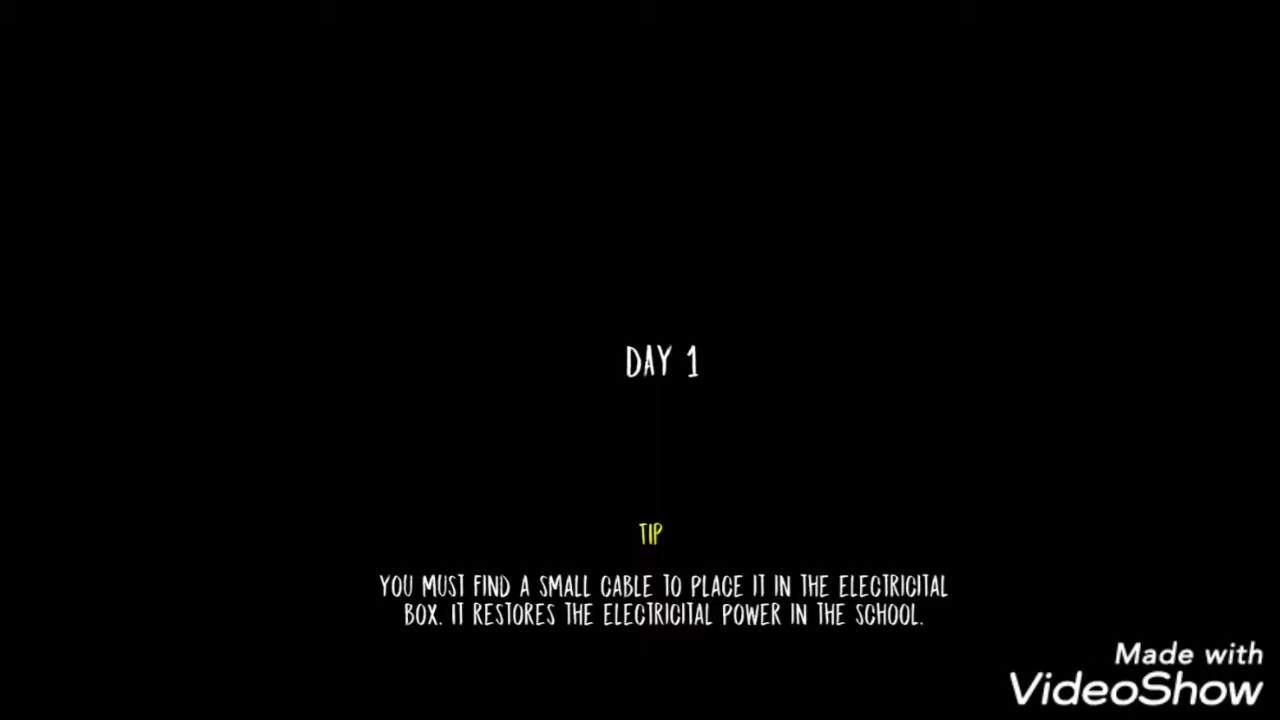 DAY 1
TIP
YOU MUST FIND A SMALL CABLE TO PLACE IT IN THE ELECTRICITAL
BOX. IT RESTORES THE ELECTRICITAL POWER IN THE SCHOOL.
Made with
VideoShow